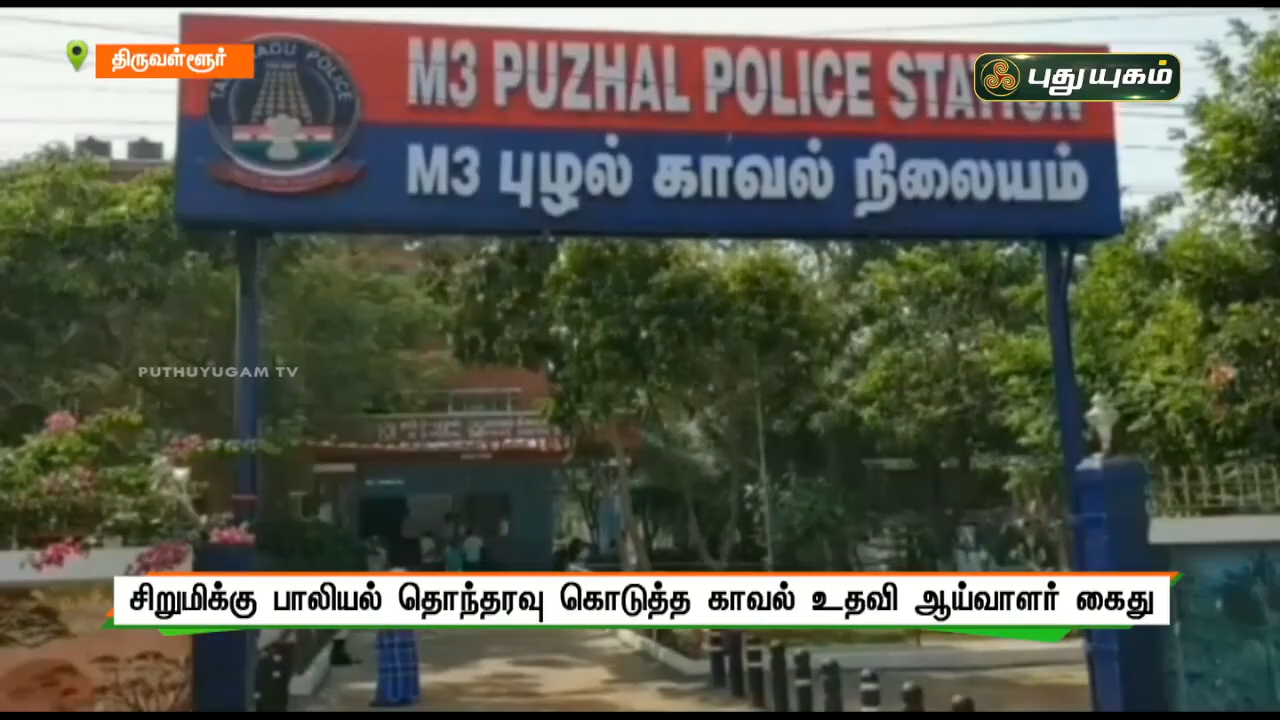 திருவள்ளூர்
புதுயுகம்
M3 PUZHAL POLICE STATION
M3 புழல் காவல் நிலையம்
PUTHUYUGAM TV
சிறுமிக்கு பாலியல் தொந்தரவு கொடுத்த காவல் உதவி ஆய்வாளர் கைது